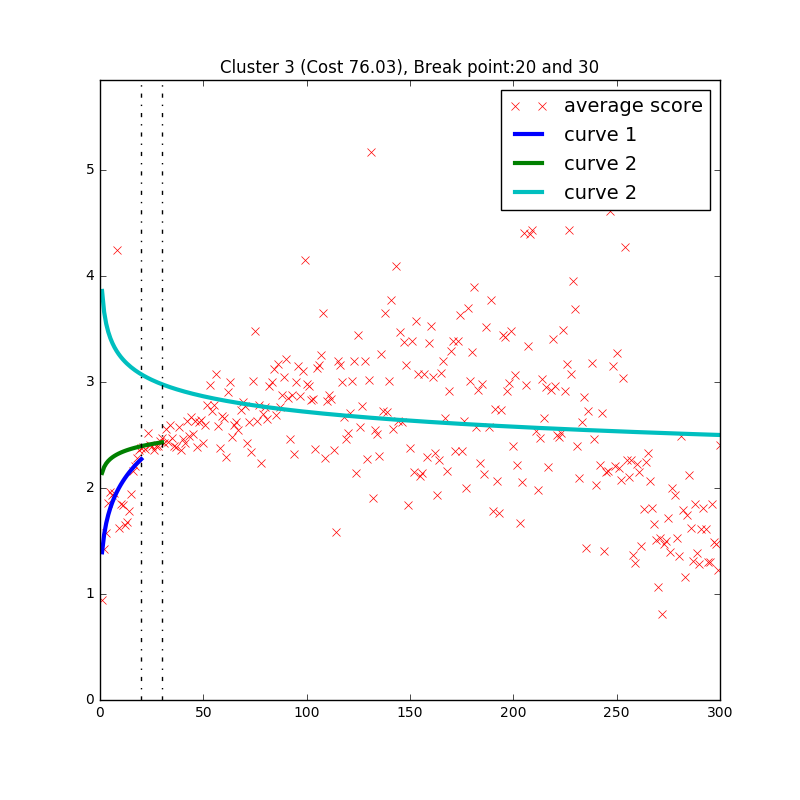 Cluster 3 (Cost 76.03), Break point:20 and 30
average score
curve 1
curve 2
curve 2
5
4
3
2
1
0
0 50 100 150 200 250 300